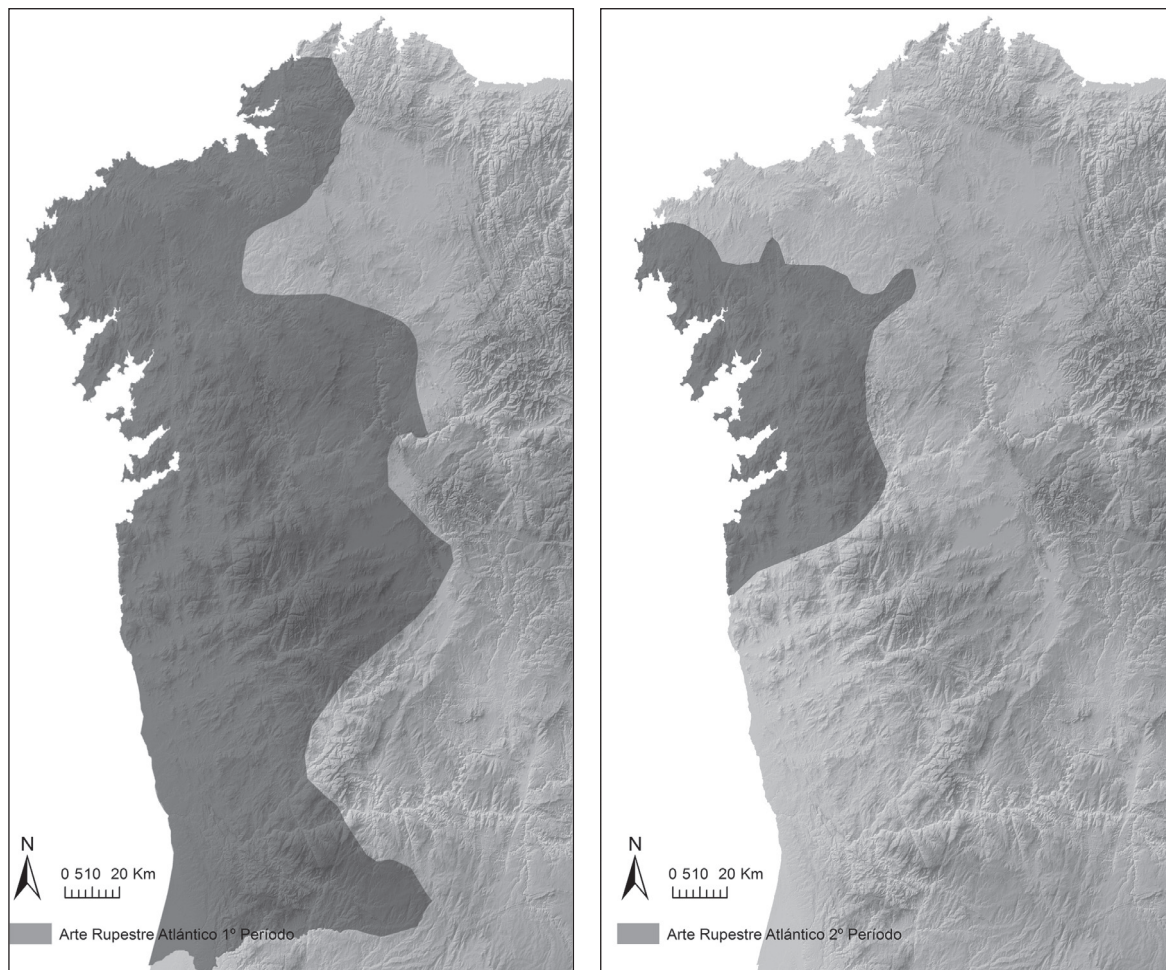 N
0 510 20 Km
Arte Rupestre Atlántico 1º Período
N
0 510 20 Km
Arte Rupestre Atlántico 2º Período